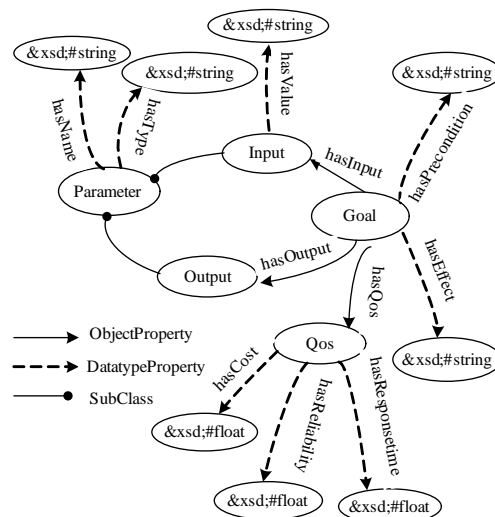 &xsd;#string
&xsd;#string
&xsd;#string
&xsd;#string
hasName
hasType
hasValue
hasPrecondition
Input
hasInput
Parameter
Goal
hasOutput
Output
hasQos
hasEffect
ObjectProperty
DatatypeProperty
SubClass
Qos
hasCost
hasReliability
hasResponsetime
&xsd;#string
&xsd;#float
&xsd;#float
&xsd;#float